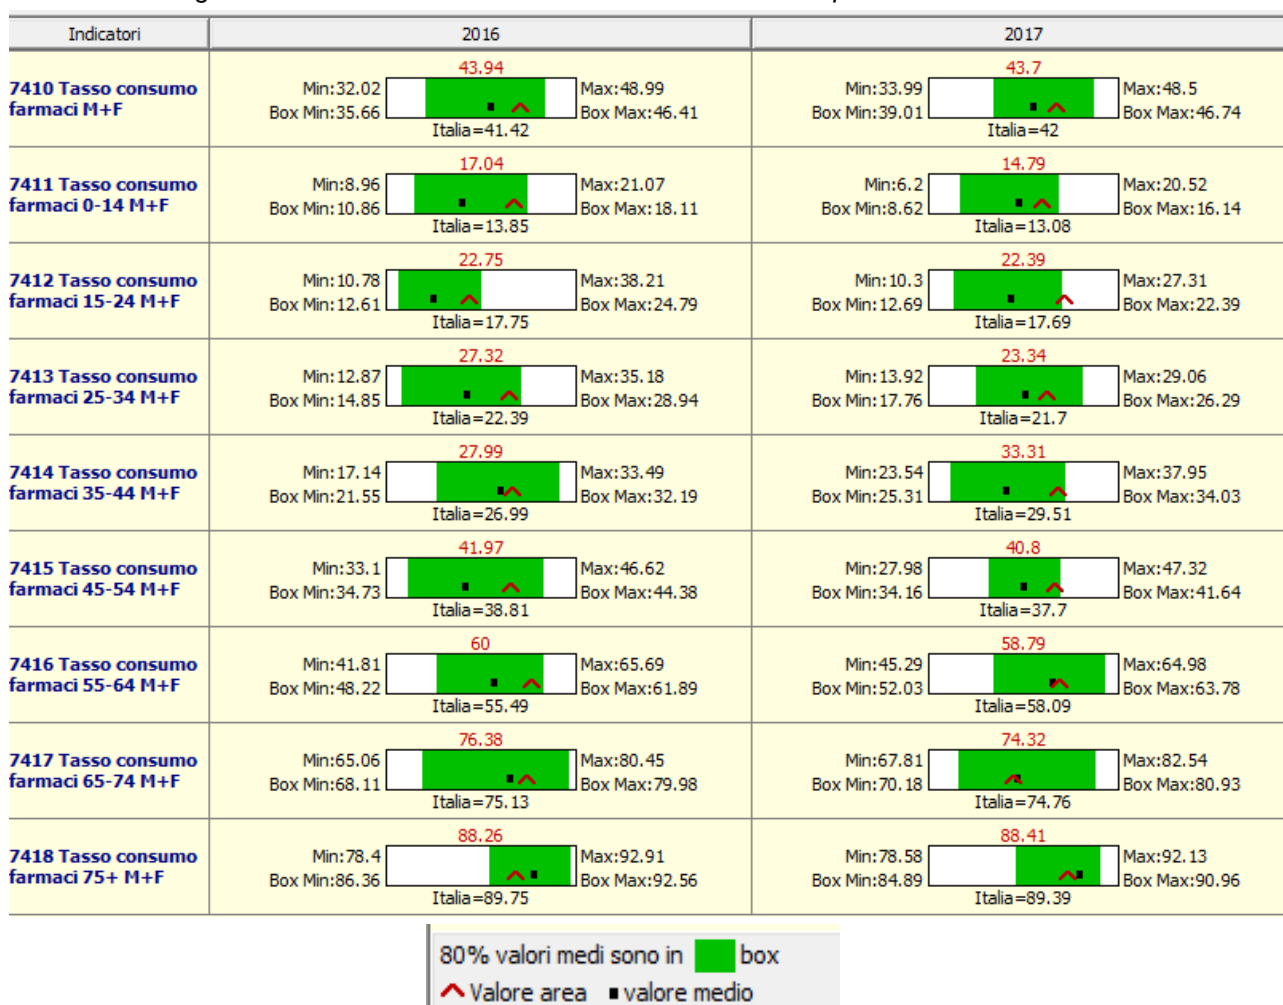 Indicatori 2016 2017
7410 Tasso consumo farmaci M+F
43.94
Min:32.02 Max:48.99
Box Min:35.66 Box Max:46.41
Italia=41.42
43.7
Min:33.99 Max:48.5
Box Min:39.01 Box Max:46.74
Italia=42
7411 Tasso consumo farmaci 0-14 M+F
17.04
Min:8.96 Max:21.07
Box Min:10.86 Box Max:18.11
Italia=13.85
14.79
Min:6.2 Max:20.52
Box Min:8.62 Box Max:16.14
Italia=13.08
7412 Tasso consumo farmaci 15-24 M+F
22.75
Min:10.78 Max:38.21
Box Min:12.61 Box Max:24.79
Italia=17.75
22.39
Min:10.3 Max:27.31
Box Min:12.69 Box Max:22.39
Italia=17.69
7413 Tasso consumo farmaci 25-34 M+F
27.32
Min:12.87 Max:35.18
Box Min:14.85 Box Max:28.94
Italia=22.39
23.34
Min:13.92 Max:29.06
Box Min:17.76 Box Max:26.29
Italia=21.7
7414 Tasso consumo farmaci 35-44 M+F
27.99
Min:17.14 Max:33.49
Box Min:21.55 Box Max:32.19
Italia=26.99
33.31
Min:23.54 Max:37.95
Box Min:25.31 Box Max:34.03
Italia=29.51
7415 Tasso consumo farmaci 45-54 M+F
41.97
Min:33.1 Max:46.62
Box Min:34.73 Box Max:44.38
Italia=38.81
40.8
Min:27.98 Max:47.32
Box Min:34.16 Box Max:41.64
Italia=37.7
7416 Tasso consumo farmaci 55-64 M+F
60
Min:41.81 Max:65.69
Box Min:48.22 Box Max:61.89
Italia=55.49
58.79
Min:45.29 Max:64.98
Box Min:52.03 Box Max:63.78
Italia=58.09
7417 Tasso consumo farmaci 65-74 M+F
76.38
Min:65.06 Max:80.45
Box Min:68.11 Box Max:79.98
Italia=75.13
74.32
Min:67.81 Max:82.54
Box Min:70.18 Box Max:80.93
Italia=74.76
7418 Tasso consumo farmaci 75+ M+F
88.26
Min:78.4 Max:92.91
Box Min:86.36 Box Max:92.56
Italia=89.75
88.41
Min:78.58 Max:92.13
Box Min:84.89 Box Max:90.96
Italia=89.39
80% valori medi sono in box
Valore area valore medio